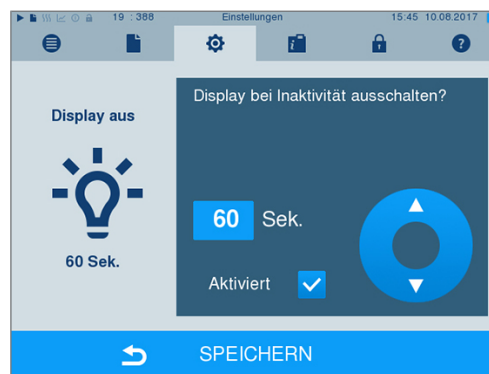 19 : 388 Einstellungen 15:45 10.08.2017
Display aus
60 Sek.
Display bei Inaktivität ausschalten?
60 Sek.
Aktiviert
SPEICHERN